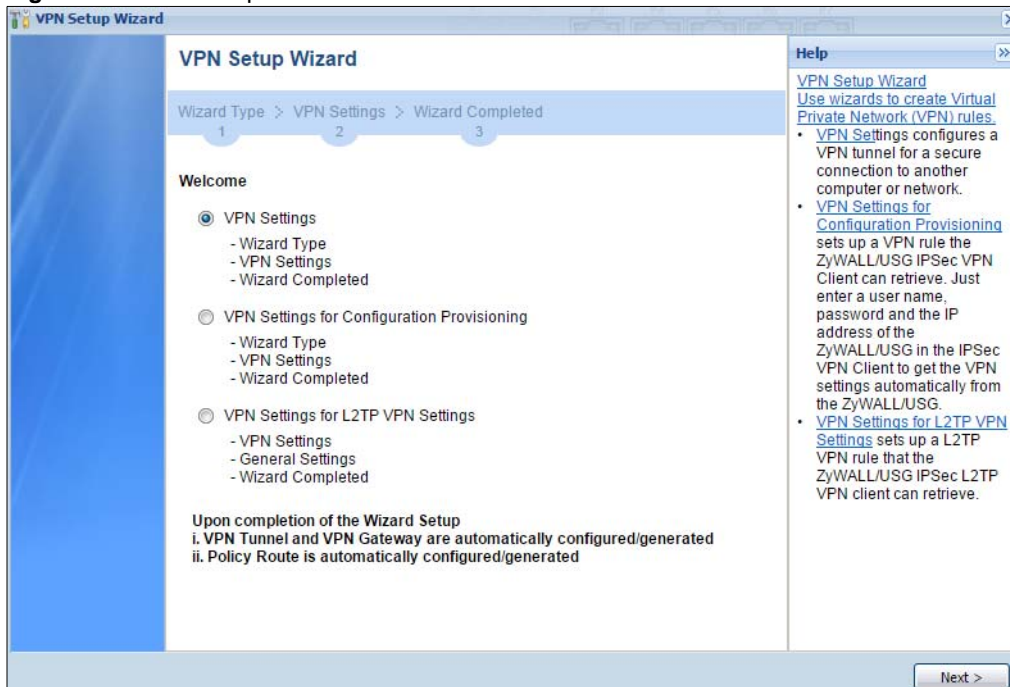 VPN Setup Wizard
VPN Setup Wizard
Wizard Type > VPN Settings > Wizard Completed
1 2 3
Welcome
VPN Settings
- Wizard Type
- VPN Settings
- Wizard Completed
VPN Settings for Configuration Provisioning
- Wizard Type
- VPN Settings
- Wizard Completed
VPN Settings for L2TP VPN Settings
- VPN Settings
- General Settings
- Wizard Completed
Upon completion of the Wizard Setup
i. VPN Tunnel and VPN Gateway are automatically configured/generated
ii. Policy Route is automatically configured/generated
Help
VPN Setup Wizard
Use wizards to create Virtual
Private Network (VPN) rules.
• VPN Settings configures a
VPN tunnel for a secure
connection to another
computer or network.
• VPN Settings for
Configuration Provisioning
sets up a VPN rule the
ZyWALL/USG IPSec VPN
Client can retrieve. Just
enter a user name,
password and the IP
address of the
ZyWALL/USG in the IPSec
VPN Client to get the VPN
settings automatically from
the ZyWALL/USG.
• VPN Settings for L2TP VPN
Settings sets up a L2TP
VPN rule that the
ZyWALL/USG IPSec L2TP
VPN client can retrieve.
Next >